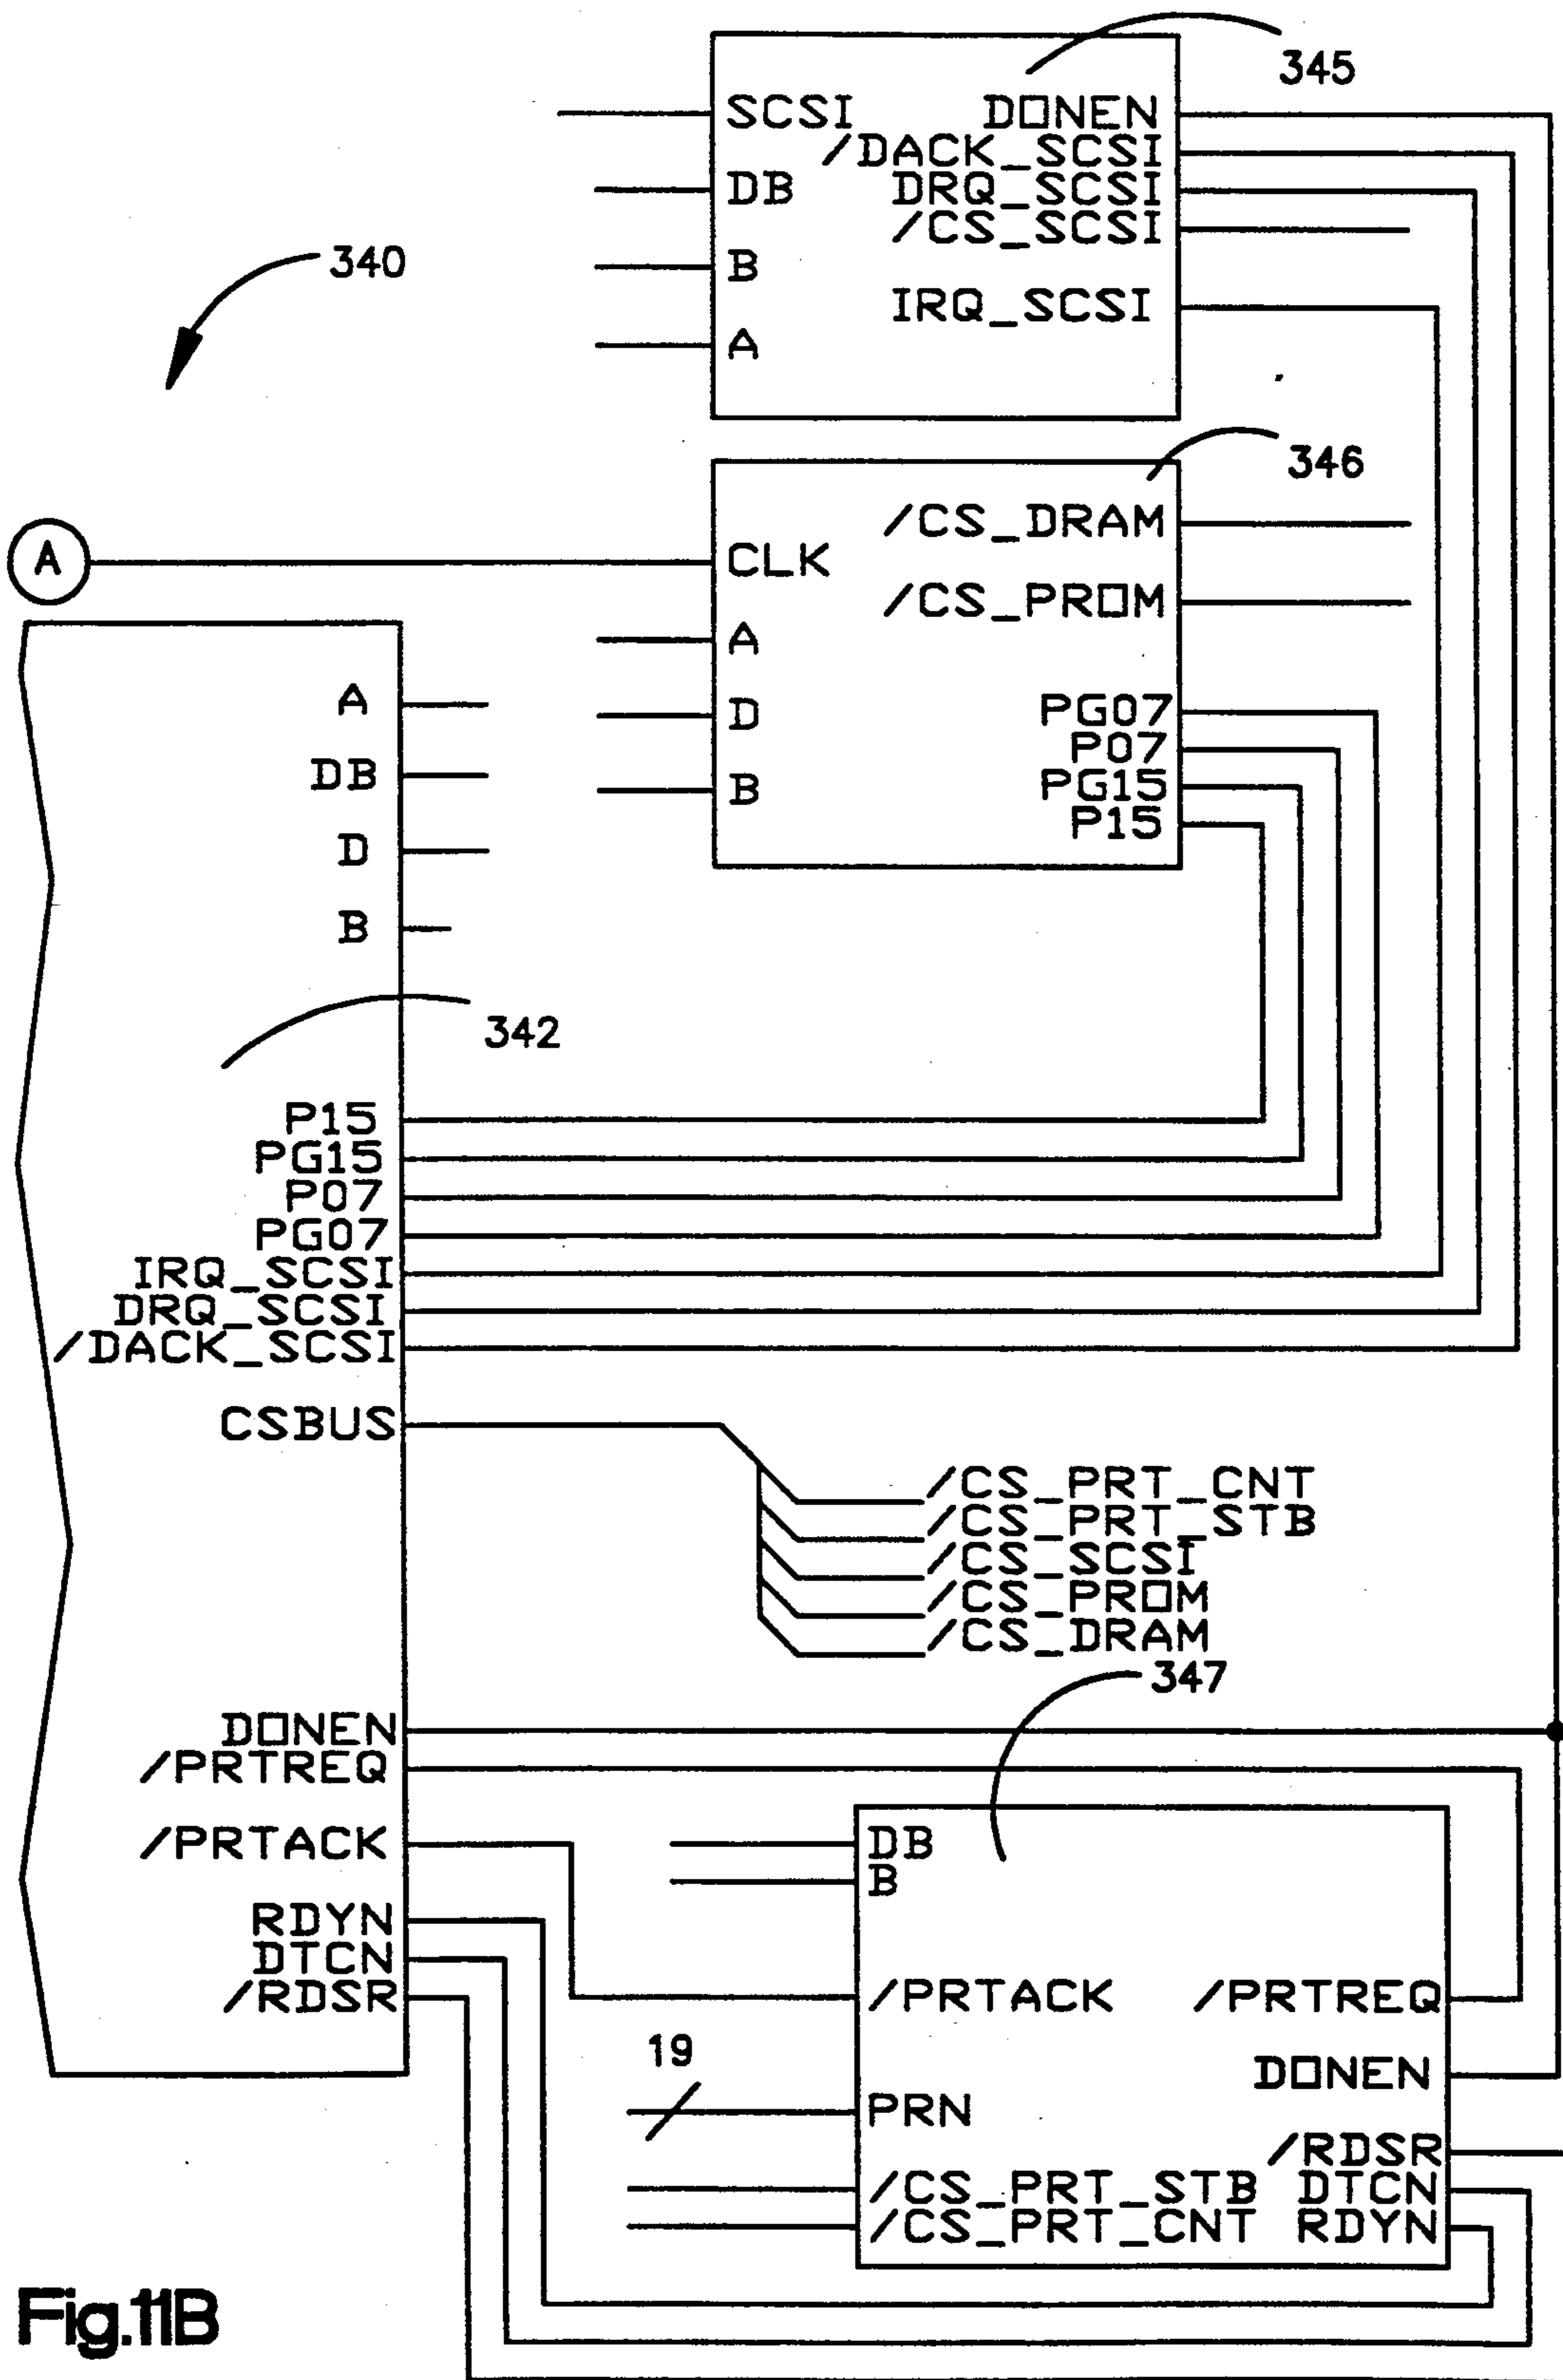 345
SCSI DONEN
/DACK_SCSI
DB DRQ_SCSI
/CS_SCSI
B
IRQ_SCSI
A
340
346
/CS_DRAM
A
CLK
/CS_PROM
A
D PG07
P07
B PG15
P15
A
DB
D
B
342
P15
PG15
P07
PG07
IRQ_SCSI
DRQ_SCSI
/DACK_SCSI
CSBUS
/CS_PRT_CNT
/CS_PRT_STB
/CS_SCSI
/CS_PROM
/CS_DRAM
347
DONEN
/PRTREQ
/PRTACK
RDYN
DTCN
/RDSR
DB
B
/PRTACK /PRTREQ
19
DONEN
PRN
/RDSR
/CS_PRT_STB DTCN
/CS_PRT_CNT RDYN
Fig.11B